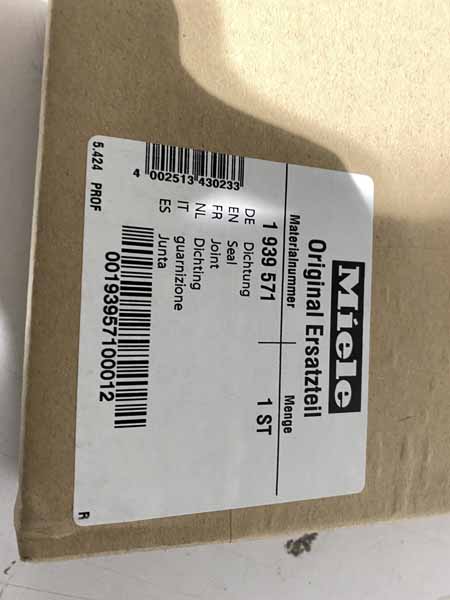 Miele
Original Ersatzteil
Materialnummer Menge
1 939 571 1 ST
DE Dichtung
EN Seal
FR Joint
NL Dichting
IT guarnizione
ES Junta
4 002513 430233
00193957100012
5.424 PROF
R